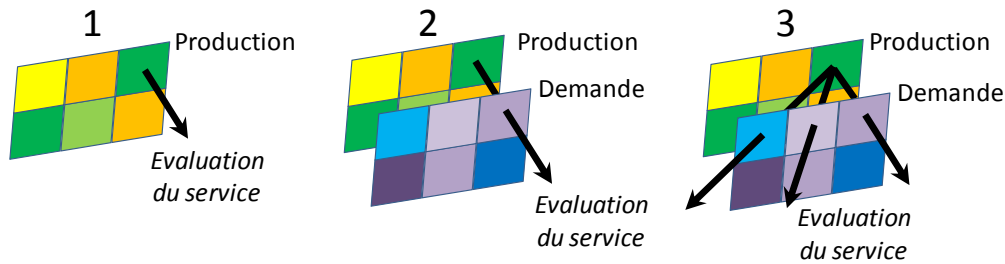 1
Production
Evaluation
du service
2
Production
Demande
Evaluation
du service
3
Production
Demande
Evaluation
du service